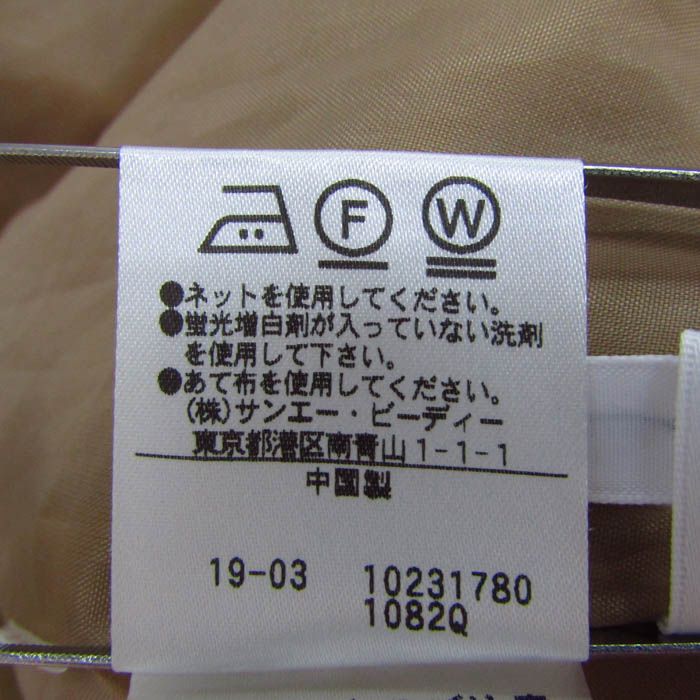 F W
●ネットを使用してください。
●蛍光増白剤が入っていない洗剤
を使用して下さい。
●あて布を使用してください。
(株)サンエー・ビーディー
東京都港区南青山1-1-1
中国製
19-03 10231780
1082Q